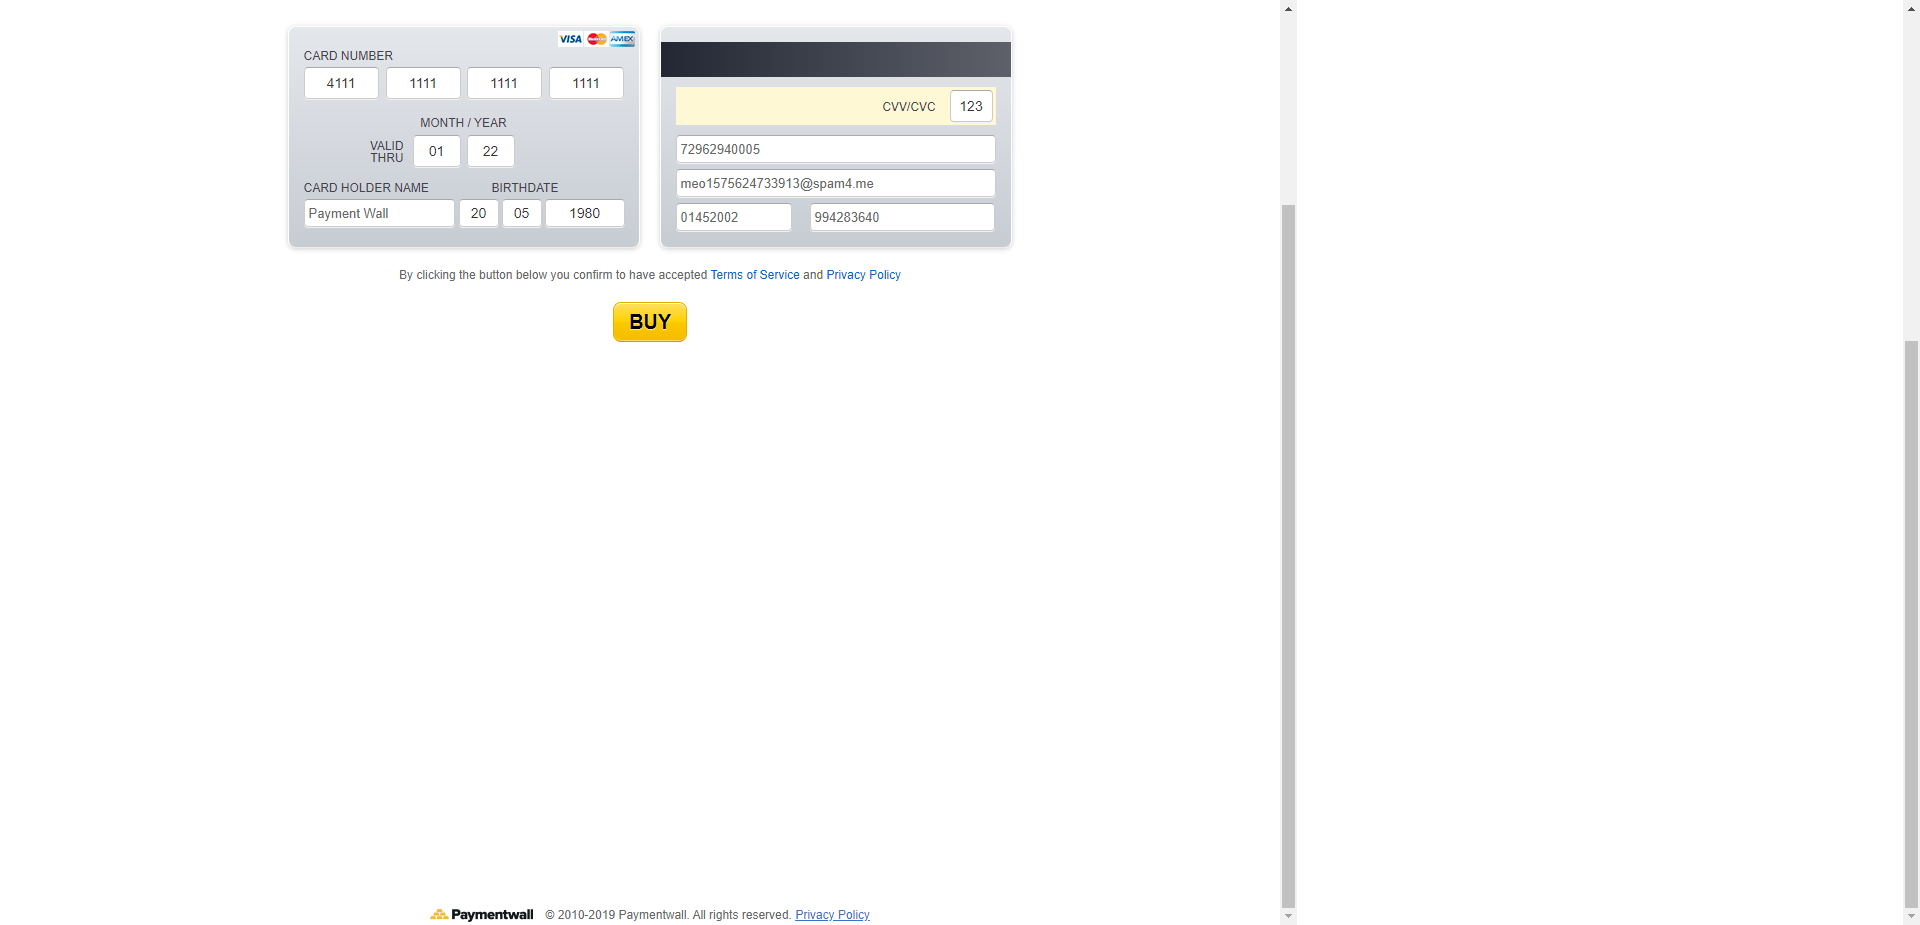 VISA MasterCard AMEX
CARD NUMBER
4111 1111 1111 1111
MONTH / YEAR
VALID THRU 01 22
CARD HOLDER NAME BIRTHDATE
Payment Wall 20 05 1980
CVV/CVC 123
72962940005
meo1575624733913@spam4.me
01452002 994283640
By clicking the button below you confirm to have accepted Terms of Service and Privacy Policy
BUY
Paymentwall © 2010-2019 Paymentwall. All rights reserved. Privacy Policy